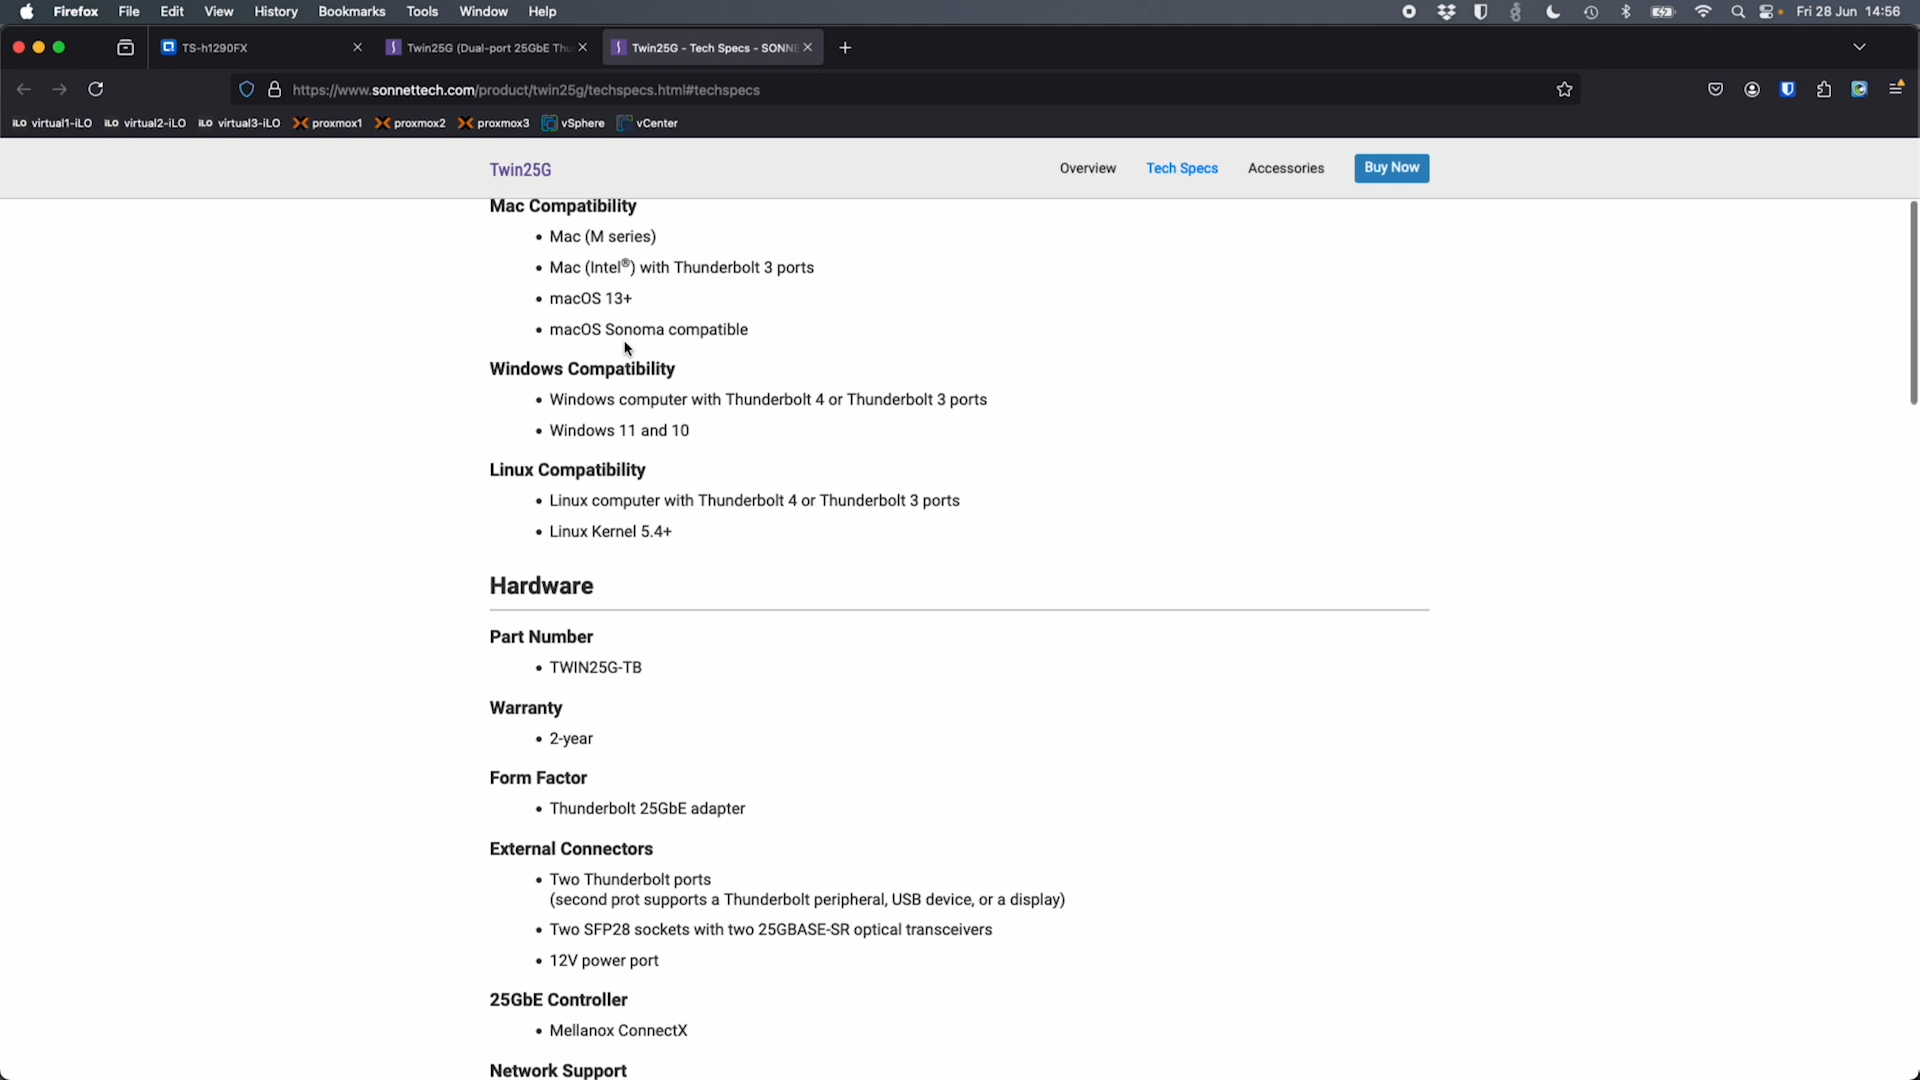 Firefox File Edit View History Bookmarks Tools Window Help Fri 28 Jun 14:56
TS-h1290FX Twin25G (Dual-port 25GbE Thu Twin25G - Tech Specs - SONN
https://www.sonnettech.com/product/twin25g/techspecs.html#techspecs
iLO virtual1-iLO iLO virtual2-iLO iLO virtual3-iLO proxmox1 proxmox2 proxmox3 vSphere vCenter
Twin25G Overview Tech Specs Accessories Buy Now
Mac Compatibility
• Mac (M series)
• Mac (Intel®) with Thunderbolt 3 ports
• macOS 13+
• macOS Sonoma compatible
Windows Compatibility
• Windows computer with Thunderbolt 4 or Thunderbolt 3 ports
• Windows 11 and 10
Linux Compatibility
• Linux computer with Thunderbolt 4 or Thunderbolt 3 ports
• Linux Kernel 5.4+
Hardware
Part Number
• TWIN25G-TB
Warranty
• 2-year
Form Factor
• Thunderbolt 25GbE adapter
External Connectors
• Two Thunderbolt ports
(second prot supports a Thunderbolt peripheral, USB device, or a display)
• Two SFP28 sockets with two 25GBASE-SR optical transceivers
• 12V power port
25GbE Controller
• Mellanox ConnectX
Network Support